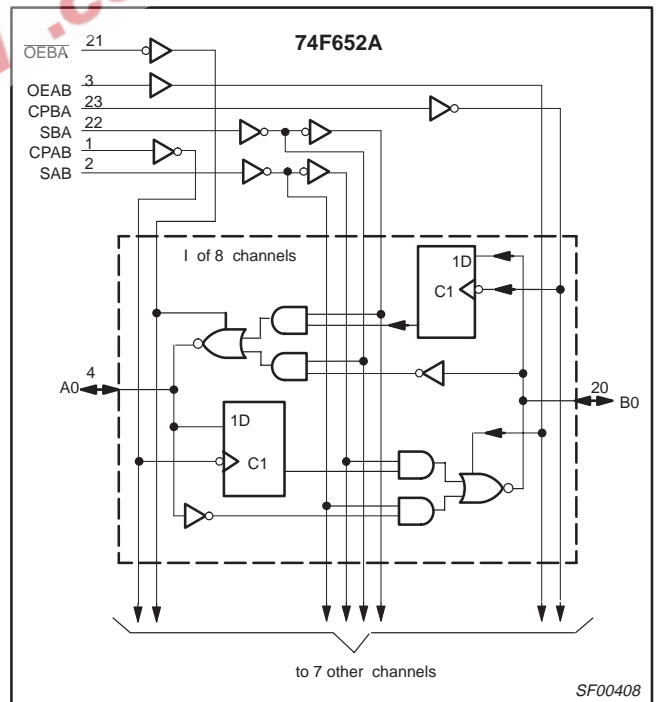 74F652A
OEBA 21
OEAB 3
CPBA 23
SBA 22
CPAB 1
SAB 2
I of 8 channels
1D
C1
4
A0
20
B0
1D
C1
to 7 other channels
SF00408